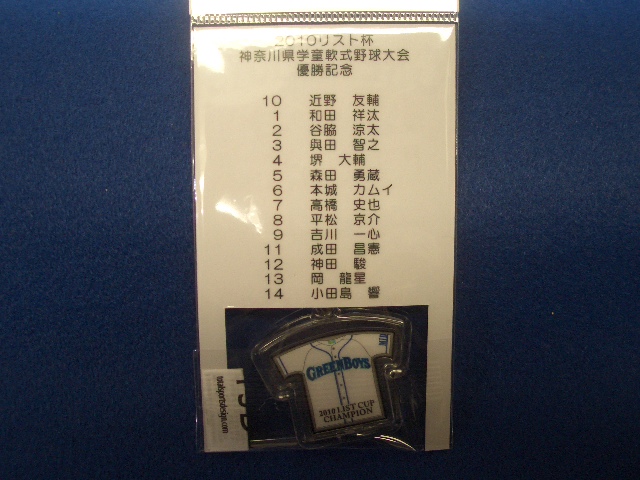 2010リスト杯
神奈川県学童軟式野球大会
優勝記念
10 近野 友輔
1 和田 祥汰
2 谷脇 涼太
3 與田 智之
4 堺 大輔
5 森田 勇蔵
6 本城 カムイ
7 高橋 史也
8 平松 京介
9 吉川 一心
11 成田 昌憲
12 神田 駿
13 岡 龍星
14 小田島 響
GREENBOYS
2010 LIST CUP
CHAMPION
totalsportsdesign.com